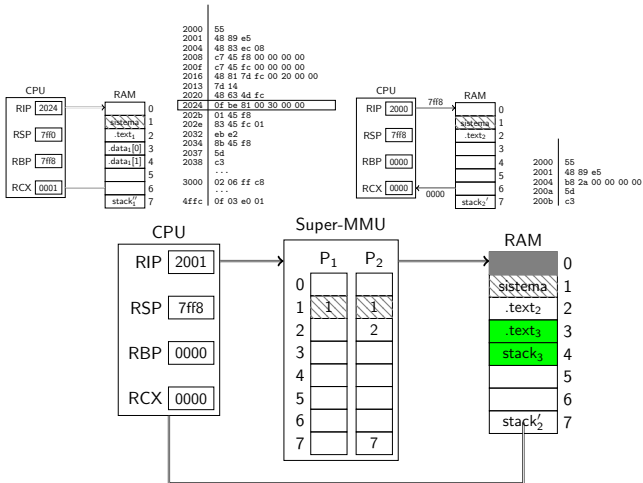 2000 55
2001 48 89 e5
2004 48 83 ec 08
2008 c7 45 f8 00 00 00 00
200f c7 45 fc 00 00 00 00
2016 48 81 7d fc 00 20 00 00
2013 7d 14
2020 48 63 4d fc
2024 0f be 81 00 30 00 00
202b 01 45 f8
202e 83 45 fc 01
2032 eb e2
2034 8b 45 f8
2037 5d
2038 c3
...
3000 02 06 ff c8
...
4ffc 0f 03 e0 01
CPU
RIP 2024
RSP 7ff0
RBP 7ff8
RCX 0001
RAM
0
sistema 1
.text₁ 2
.data₁[0] 3
.data₁[1] 4
5
6
stack₁'' 7
CPU
RIP 2000
RSP 7ff8
RBP 0000
RCX 0000
7ff8
0000
RAM
0
sistema 1
.text₂ 2
3
4
5
6
stack₂' 7
2000 55
2001 48 89 e5
2004 b8 2a 00 00 00 00
200a 5d
200b c3
CPU
RIP 2001
RSP 7ff8
RBP 0000
RCX 0000
Super-MMU
P₁ P₂
0
1 1 1
2 2
3
4
5
6
7 7
RAM
0
sistema 1
.text₂ 2
.text₃ 3
stack₃ 4
5
6
stack₂' 7